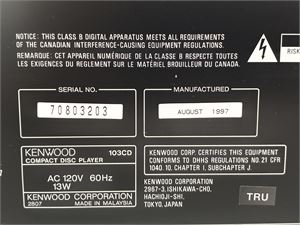 NOTICE: THIS CLASS B DIGITAL APPARATUS MEETS ALL REQUIREMENTS
OF THE CANADIAN INTERFERENCE-CAUSING EQUIPMENT REGULATIONS.
REMARQUE: CET APPAREIL NUMÉRIQUE DE LA CLASSE B RESPECTE TOUTES
LES EXIGENCES DU RÈGLEMENT SUR LE MATÉRIEL BROUILLEUR DU CANADA.
SERIAL NO.
70803203
MANUFACTURED
AUGUST 1997
KENWOOD 103CD
COMPACT DISC PLAYER
AC 120V 60Hz
13W
KENWOOD CORPORATION
2807 MADE IN MALAYSIA
KENWOOD CORP. CERTIFIES THIS EQUIPMENT
CONFORMS TO DHHS REGULATIONS NO.21 CFR
1040.10, CHAPTER 1, SUBCHAPTER J.
KENWOOD CORPORATION
2967-3, ISHIKAWA-CHO,
HACHIOJI-SHI,
TOKYO, JAPAN
TRU